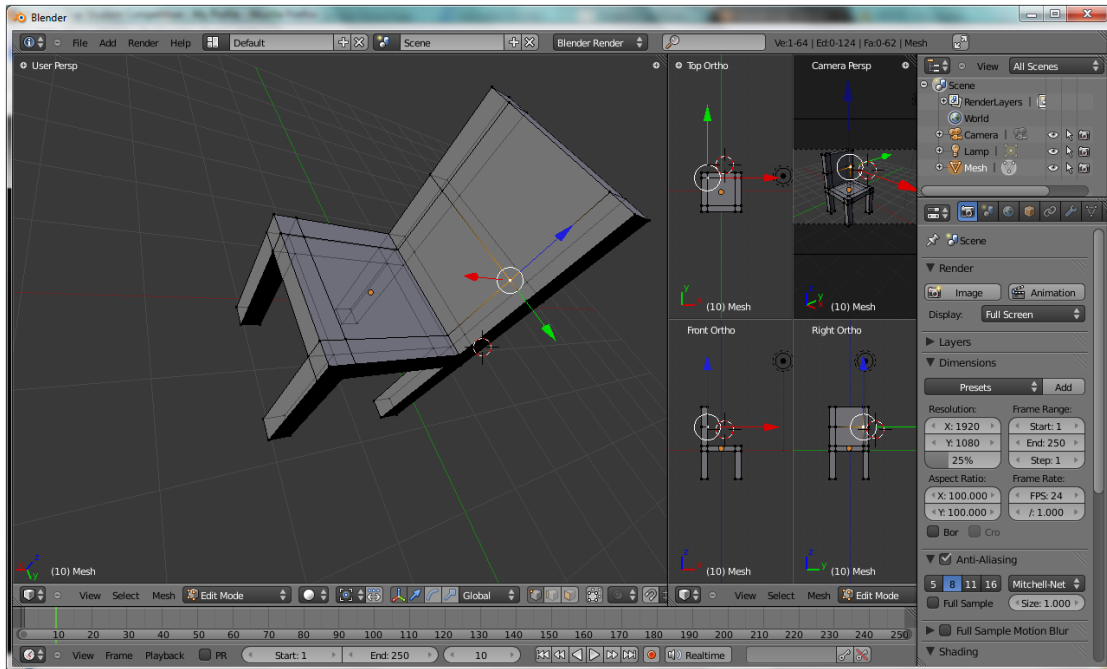 Blender
File Add Render Help Default Scene Blender Render Ve:1-64 | Ed:0-124 | Fa:0-62 | Mesh
User Persp
Top Ortho
Camera Persp
View All Scenes
Scene
RenderLayers |
World
Camera |
Lamp |
Mesh |
Scene
Render
Image Animation
Display: Full Screen
Layers
Dimensions
Presets Add
Resolution: Frame Range:
X: 1920 Start: 1
Y: 1080 End: 250
25% Step: 1
Aspect Ratio: Frame Rate:
X: 100.000 FPS: 24
Y: 100.000 /: 1.000
Bor Cro
Anti-Aliasing
5 8 11 16 Mitchell-Net
Full Sample Size: 1.000
Full Sample Motion Blur
Shading
(10) Mesh
(10) Mesh
Front Ortho
Right Ortho
(10) Mesh
(10) Mesh
(10) Mesh
View Select Mesh Edit Mode Global
View Select Mesh Edit Mode
10 20 30 40 50 60 70 80 90 100 110 120 130 140 150 160 170 180 190 200 210 220 230 240 250
View Frame Playback PR Start: 1 End: 250 10 Realtime